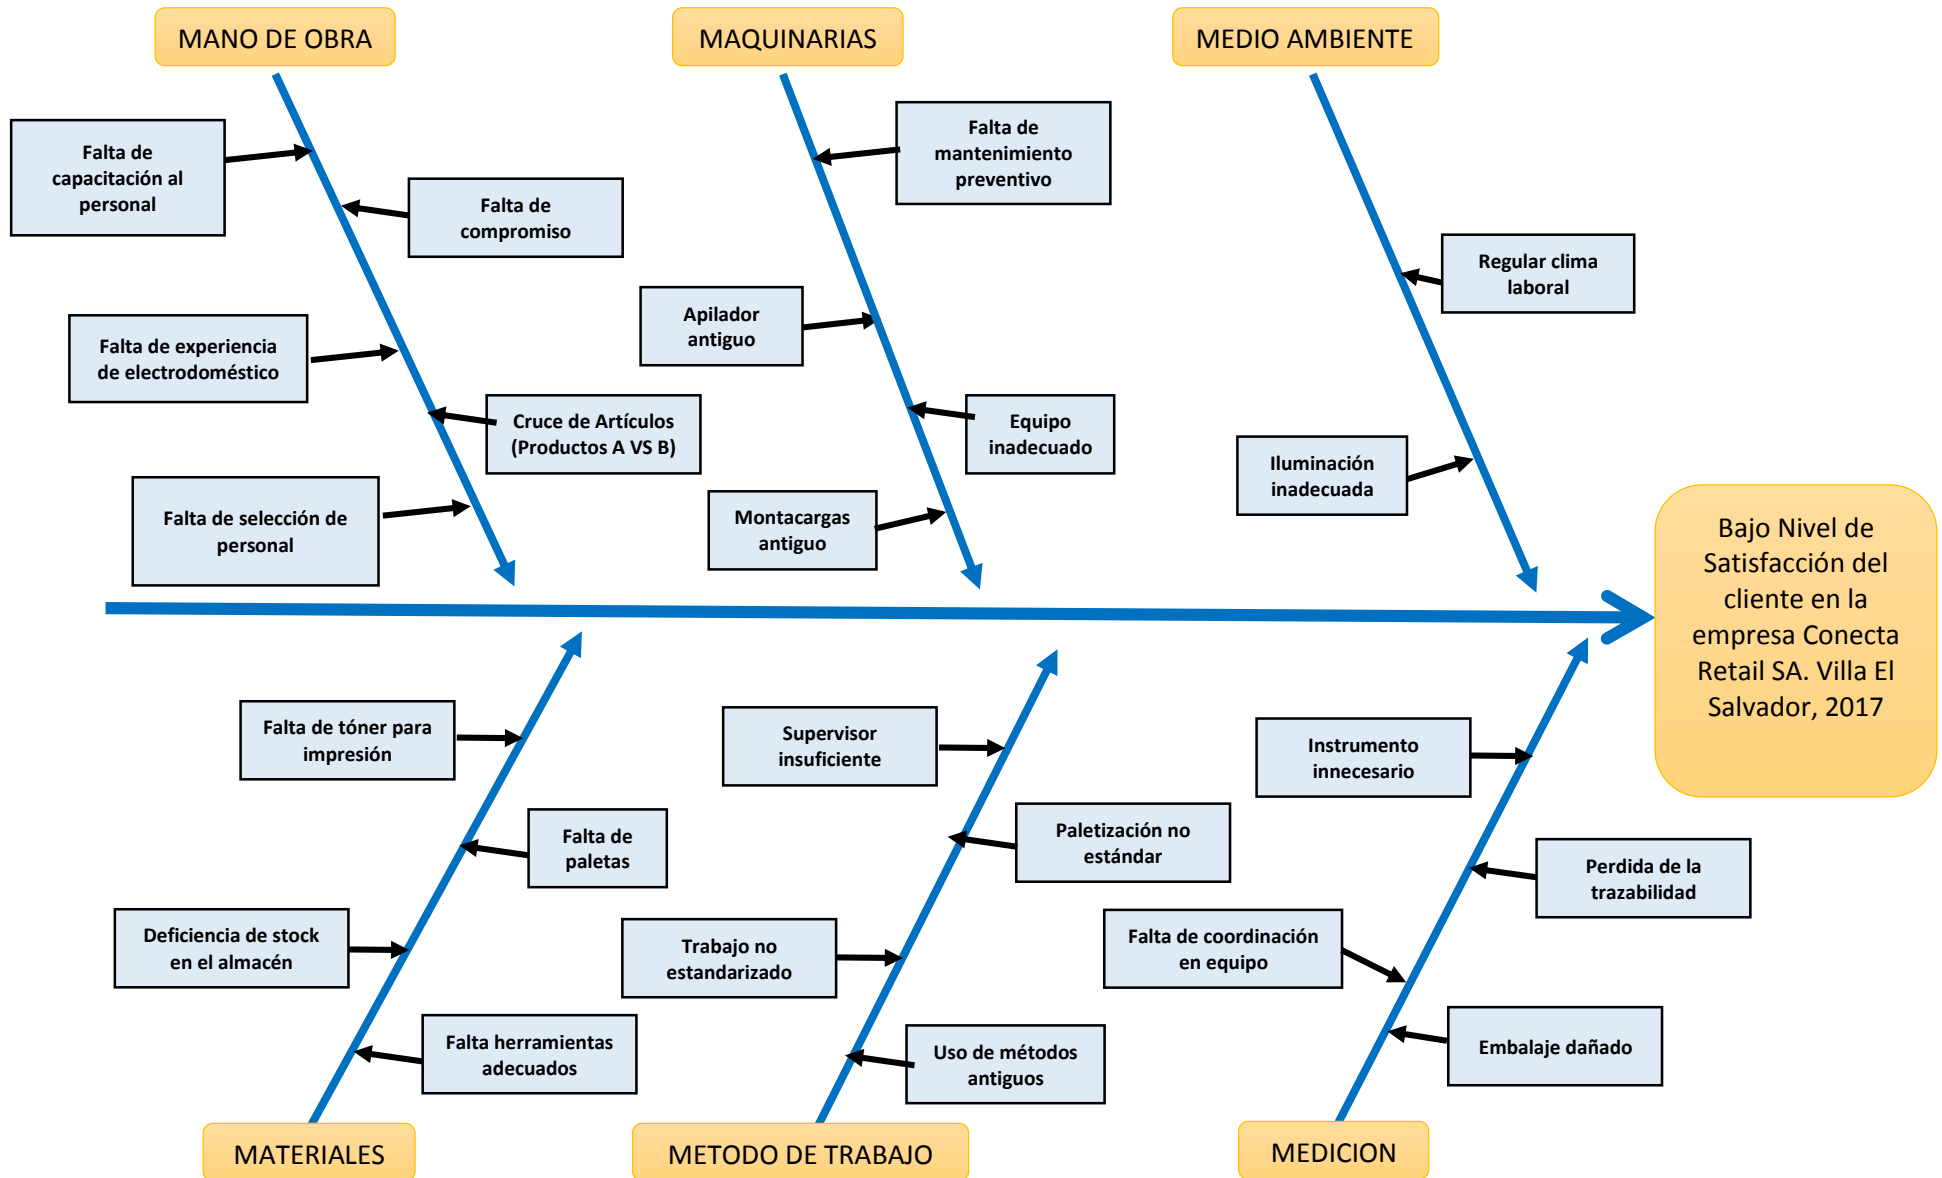 MANO DE OBRA
MAQUINARIAS
MEDIO AMBIENTE
Falta de
capacitación al
personal
Falta de
compromiso
Falta de experiencia
de electrodoméstico
Cruce de Artículos
(Productos A VS B)
Falta de selección de
personal
Falta de
mantenimiento
preventivo
Apilador
antiguo
Equipo
inadecuado
Montacargas
antiguo
Regular clima
laboral
Iluminación
inadecuada
Bajo Nivel de
Satisfacción del
cliente en la
empresa Conecta
Retail SA. Villa El
Salvador, 2017
Falta de tóner para
impresión
Falta de
paletas
Deficiencia de stock
en el almacén
Falta herramientas
adecuados
Supervisor
insuficiente
Paletización no
estándar
Trabajo no
estandarizado
Uso de métodos
antiguos
Instrumento
innecesario
Perdida de la
trazabilidad
Falta de coordinación
en equipo
Embalaje dañado
MATERIALES
METODO DE TRABAJO
MEDICION